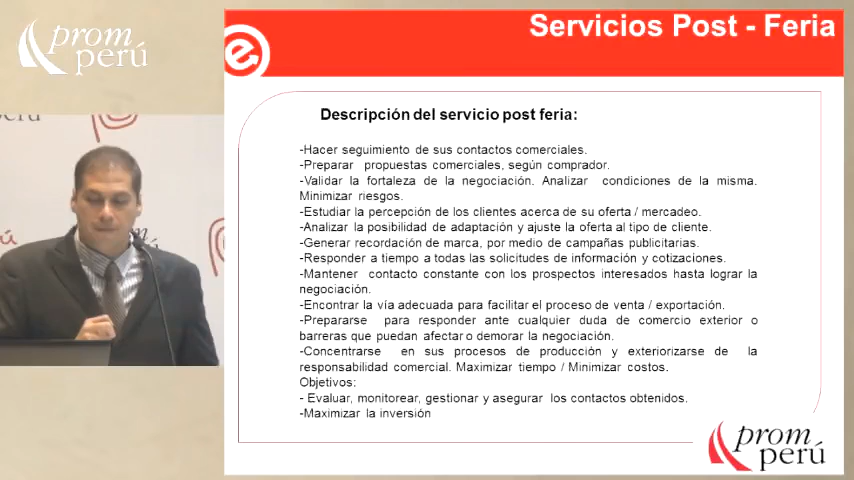 prom
perú
Servicios Post - Feria
Descripción del servicio post feria:
-Hacer seguimiento de sus contactos comerciales.
-Preparar propuestas comerciales, según comprador.
-Validar la fortaleza de la negociación. Analizar condiciones de la misma.
Minimizar riesgos.
-Estudiar la percepción de los clientes acerca de su oferta / mercadeo.
-Analizar la posibilidad de adaptación y ajuste la oferta al tipo de cliente.
-Generar recordación de marca, por medio de campañas publicitarias.
-Responder a tiempo a todas las solicitudes de información y cotizaciones.
-Mantener contacto constante con los prospectos interesados hasta lograr la
negociación.
-Encontrar la vía adecuada para facilitar el proceso de venta / exportación.
-Prepararse para responder ante cualquier duda de comercio exterior o
barreras que puedan afectar o demorar la negociación.
-Concentrarse en sus procesos de producción y exteriorizarse de la
responsabilidad comercial. Maximizar tiempo / Minimizar costos.
Objetivos:
- Evaluar, monitorear, gestionar y asegurar los contactos obtenidos.
-Maximizar la inversión
prom
perú